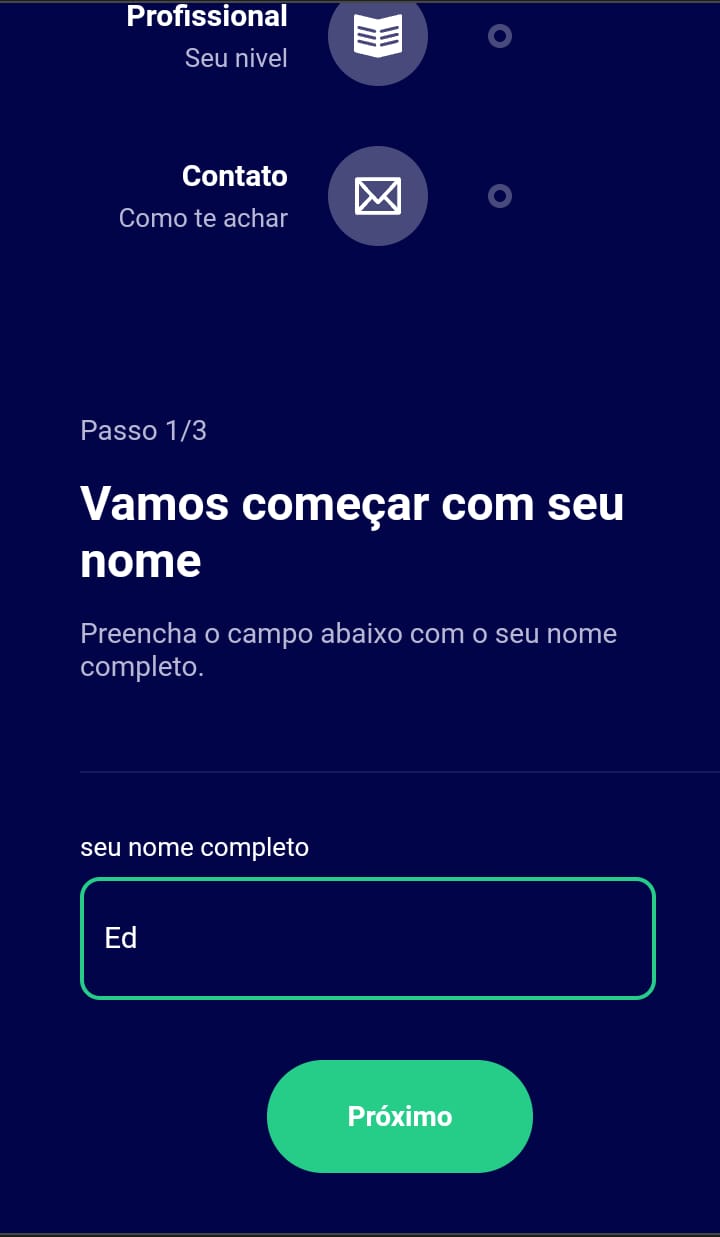 Profissional
Seu nivel
Contato
Como te achar
Passo 1/3
Vamos começar com seu
nome
Preencha o campo abaixo com o seu nome
completo.
seu nome completo
Ed
Próximo